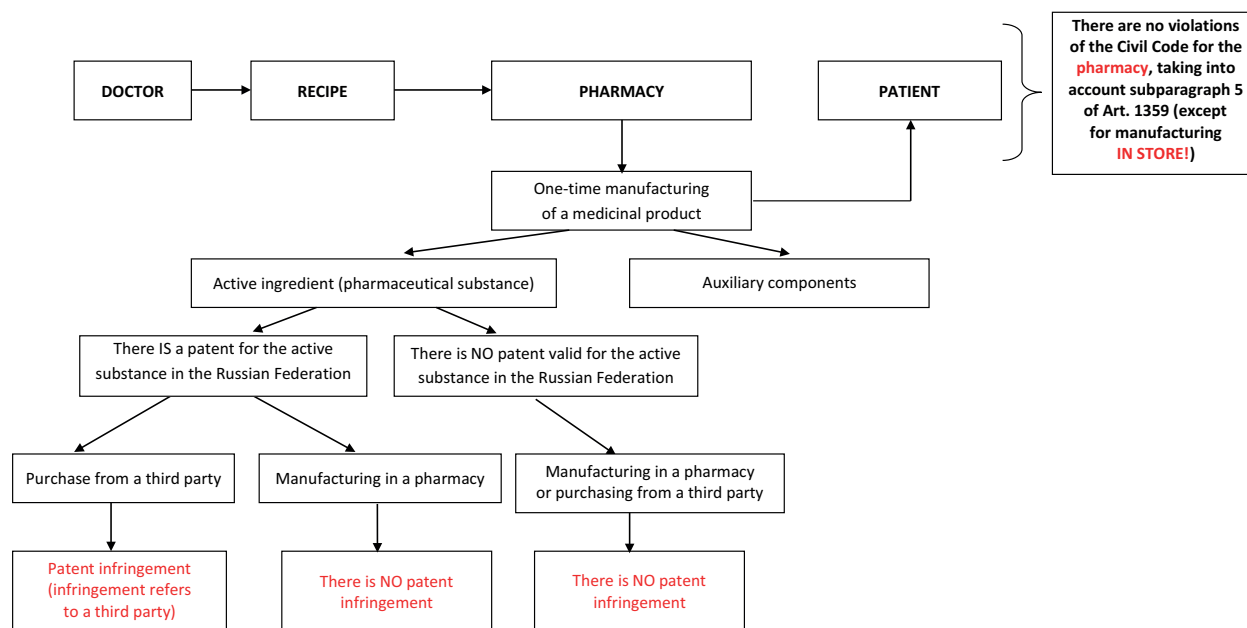 DOCTOR
RECIPE
PHARMACY
PATIENT
There are no violations
of the Civil Code for the
pharmacy, taking into
account subparagraph 5
of Art. 1359 (except
for manufacturing
IN STORE!)
One-time manufacturing
of a medicinal product
Active ingredient (pharmaceutical substance)
Auxiliary components
There IS a patent for the active
substance in the Russian Federation
There is NO patent valid for the active
substance in the Russian Federation
Purchase from a third party
Manufacturing in a pharmacy
Manufacturing in a pharmacy
or purchasing from a third party
Patent infringement
(infringement refers
to a third party)
There is NO patent
infringement
There is NO patent
infringement